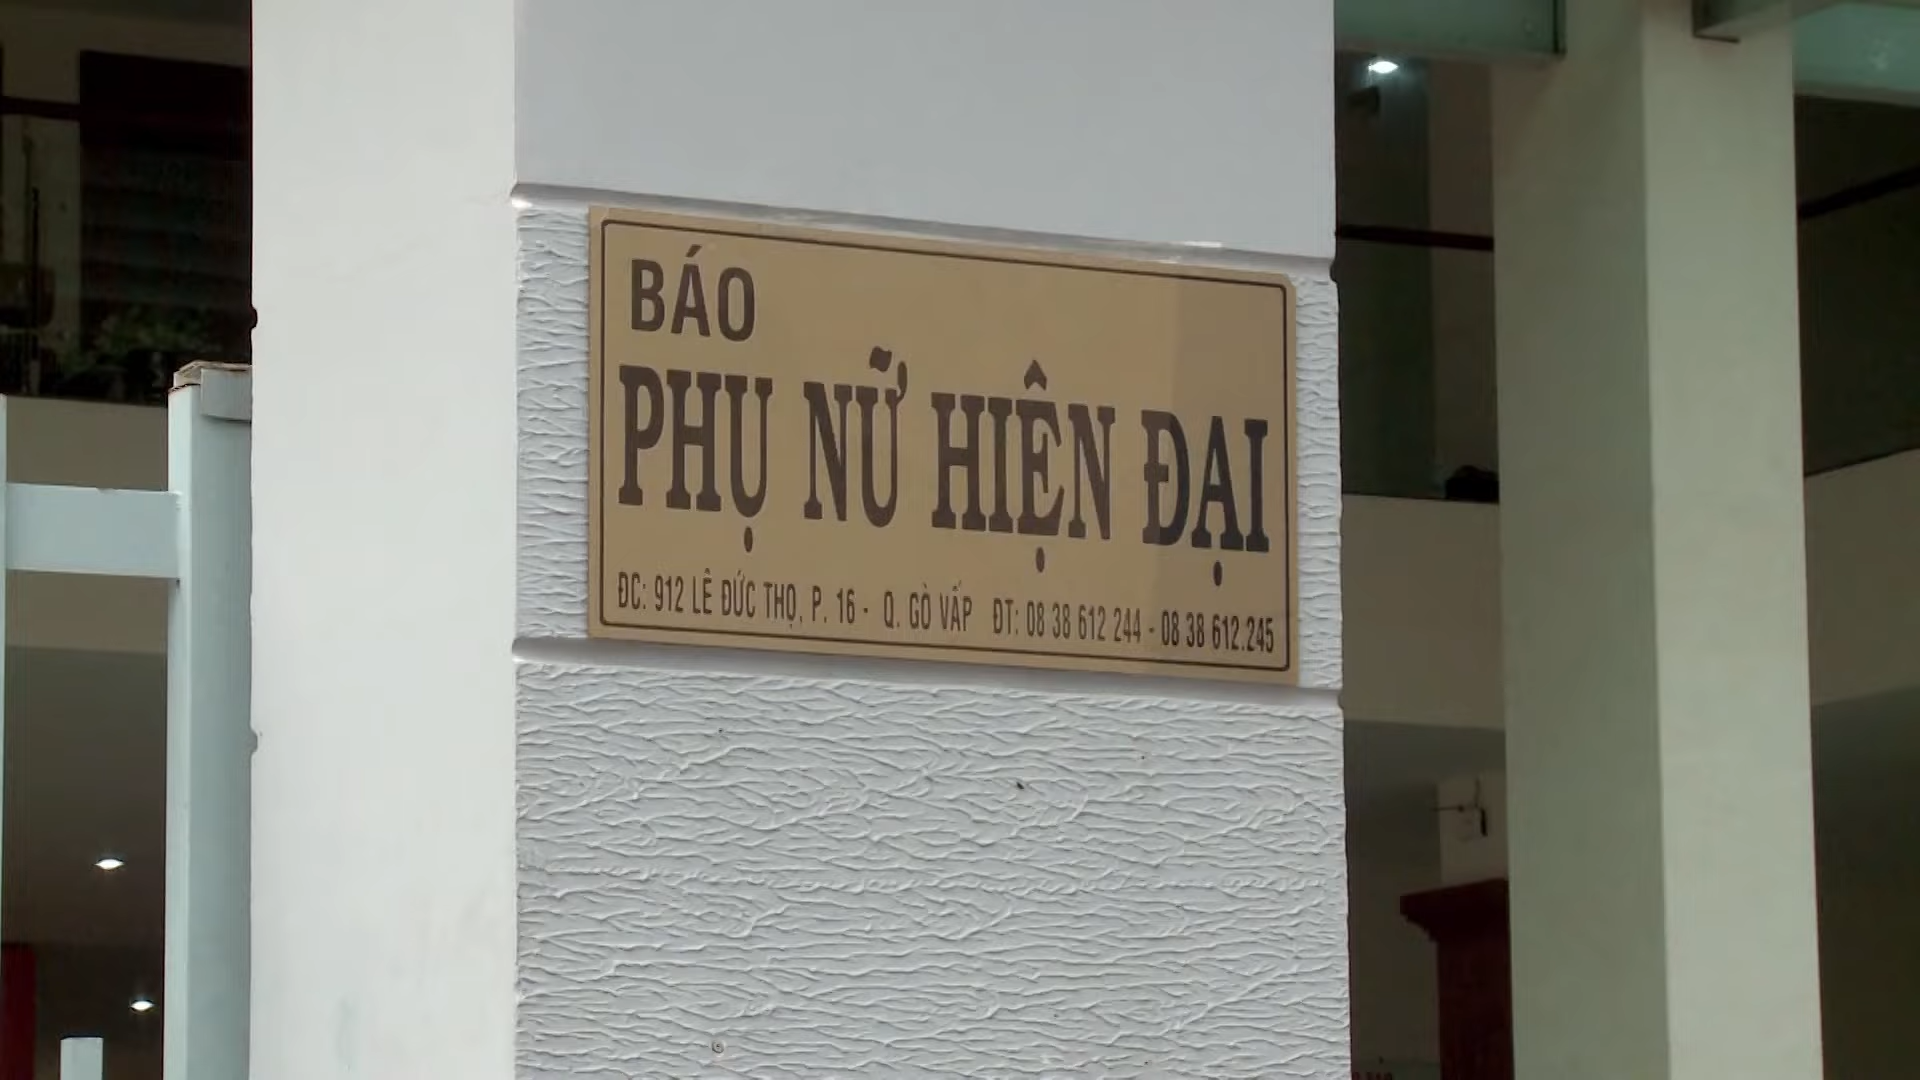 BÁO
PHỤ NỮ HIỆN ĐẠI
ĐC: 912 LÊ ĐỨC THỌ, P. 16 - Q. GÒ VẤP ĐT: 08 38 612 244 - 08 38 612.245